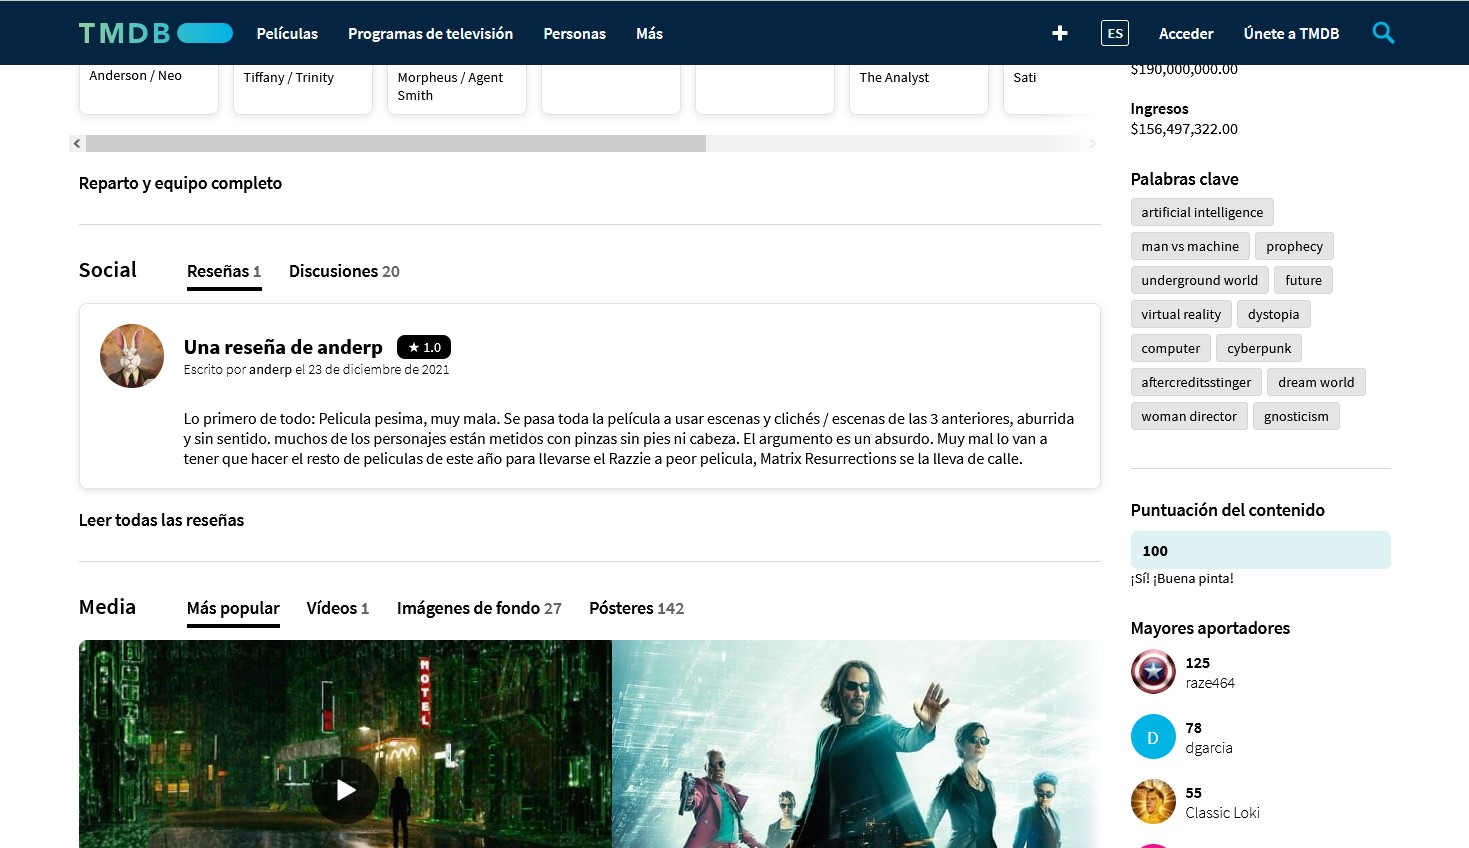 TMDB
Películas
Programas de televisión
Personas
Más
ES
Acceder
Únete a TMDB
Anderson / Neo
Tiffany / Trinity
Morpheus / Agent
Smith
The Analyst
Sati
Reparto y equipo completo
Social
Reseñas 1
Discusiones 20
Una reseña de anderp
★ 1.0
Escrito por anderp el 23 de diciembre de 2021
Lo primero de todo: Pelicula pesima, muy mala. Se pasa toda la película a usar escenas y clichés / escenas de las 3 anteriores, aburrida
y sin sentido. muchos de los personajes están metidos con pinzas sin pies ni cabeza. El argumento es un absurdo. Muy mal lo van a
tener que hacer el resto de peliculas de este año para llevarse el Razzie a peor pelicula, Matrix Resurrections se la lleva de calle.
Leer todas las reseñas
Media
Más popular
Vídeos 1
Imágenes de fondo 27
Pósteres 142
MOTEL
$190,000,000.00
Ingresos
$156,497,322.00
Palabras clave
artificial intelligence
man vs machine
prophecy
underground world
future
virtual reality
dystopia
computer
cyberpunk
aftercreditsstinger
dream world
woman director
gnosticism
Puntuación del contenido
100
¡Sí! ¡Buena pinta!
Mayores aportadores
125
raze464
D
78
dgarcia
55
Classic Loki